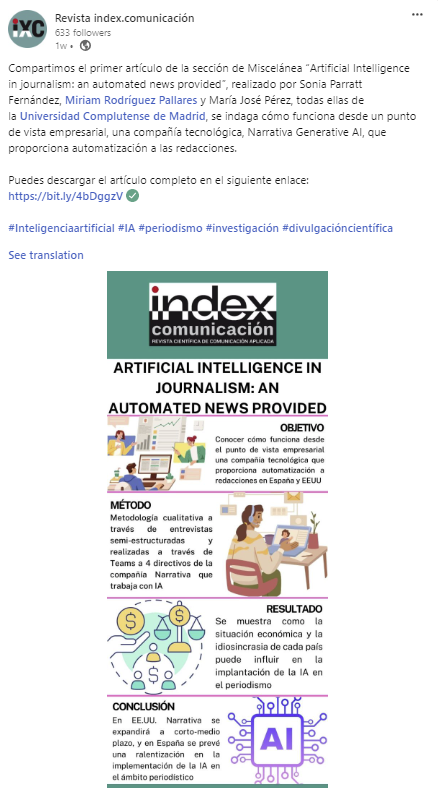 Revista index.comunicación
633 followers
1w •
Compartimos el primer artículo de la sección de Miscelánea “Artificial Intelligence
in journalism: an automated news provided”, realizado por Sonia Parratt
Fernández, Miriam Rodríguez Pallares y María José Pérez, todas ellas de
la Universidad Complutense de Madrid, se indaga cómo funciona desde un punto
de vista empresarial, una compañía tecnológica, Narrativa Generative AI, que
proporciona automatización a las redacciones.
Puedes descargar el artículo completo en el siguiente enlace:
https://bit.ly/4bDggzV
#Inteligenciaartificial #IA #periodismo #investigación #divulgacióncientífica
See translation
index
comunicación
REVISTA CIENTÍFICA DE COMUNICACIÓN APLICADA
ARTIFICIAL INTELLIGENCE IN
JOURNALISM: AN
AUTOMATED NEWS PROVIDED
OBJETIVO
Conocer cómo funciona desde
el punto de vista empresarial
una compañía tecnológica que
proporciona automatización a
redacciones en España y EEUU
MÉTODO
Metodología cualitativa a
través de entrevistas
semi-estructuradas y
realizadas a través de
Teams a 4 directivos de la
compañía Narrativa que
trabaja con IA
RESULTADO
Se muestra como la
situación económica y la
idiosincrasia de cada país
puede influir en la
implantación de la IA en
el periodismo
CONCLUSIÓN
En EE.UU. Narrativa se
expandirá a corto-medio
plazo, y en España se prevé
una ralentización en la
implementación de la IA en
el ámbito periodístico
AI